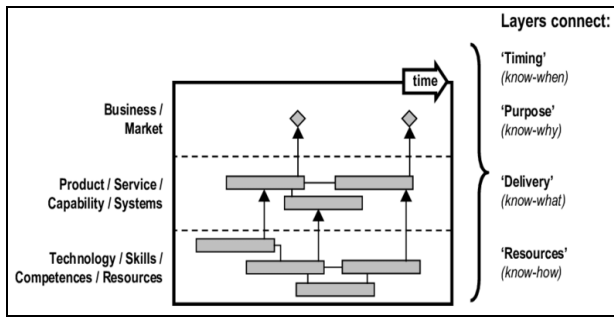 Layers connect:
time
'Timing'
(know-when)
Business /
Market
'Purpose'
(know-why)
Product / Service /
Capability / Systems
'Delivery'
(know-what)
Technology / Skills /
Competences / Resources
'Resources'
(know-how)